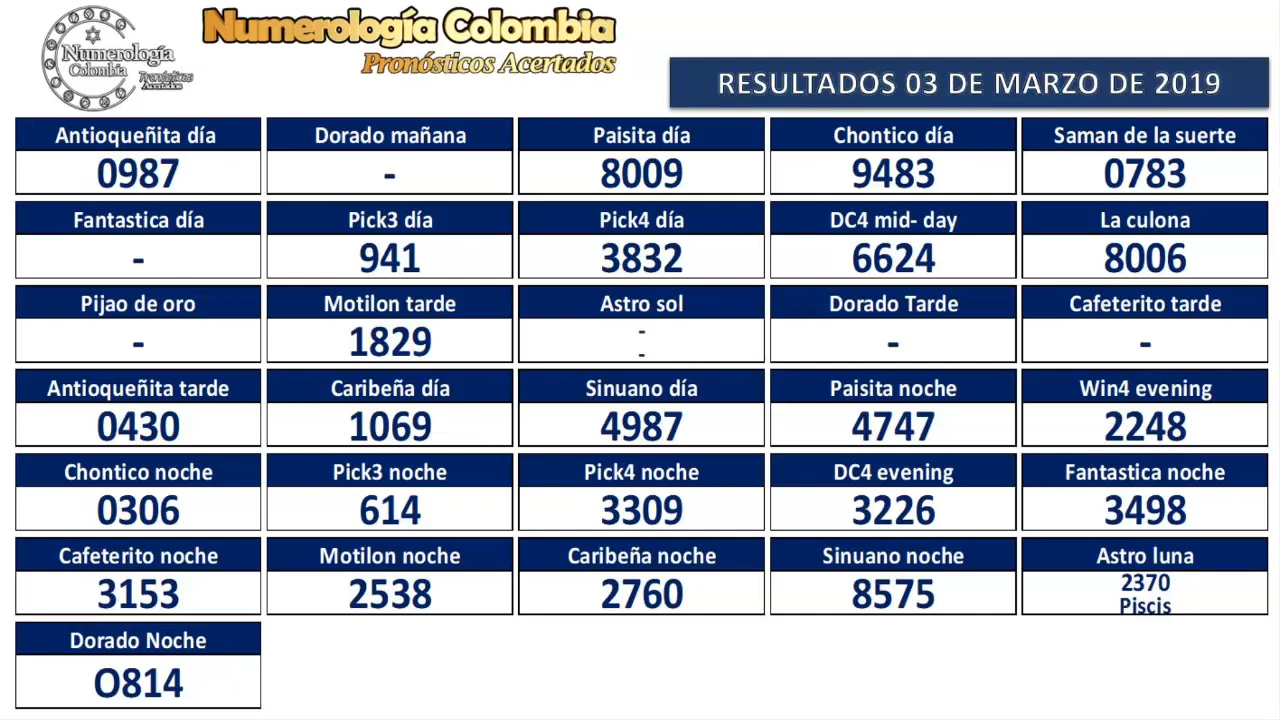 Numerología
Colombia
Pronósticos
Acertados
Numerología Colombia
Pronósticos Acertados
RESULTADOS 03 DE MARZO DE 2019
Antioqueñita día Dorado mañana Paisita día Chontico día Saman de la suerte
0987 - 8009 9483 0783
Fantastica día Pick3 día Pick4 día DC4 mid- day La culona
- 941 3832 6624 8006
Pijao de oro Motilon tarde Astro sol Dorado Tarde Cafeterito tarde
- 1829 - - - -
Antioqueñita tarde Caribeña día Sinuano día Paisita noche Win4 evening
0430 1069 4987 4747 2248
Chontico noche Pick3 noche Pick4 noche DC4 evening Fantastica noche
0306 614 3309 3226 3498
Cafeterito noche Motilon noche Caribeña noche Sinuano noche Astro luna
3153 2538 2760 8575 2370
Piscis
Dorado Noche
O814